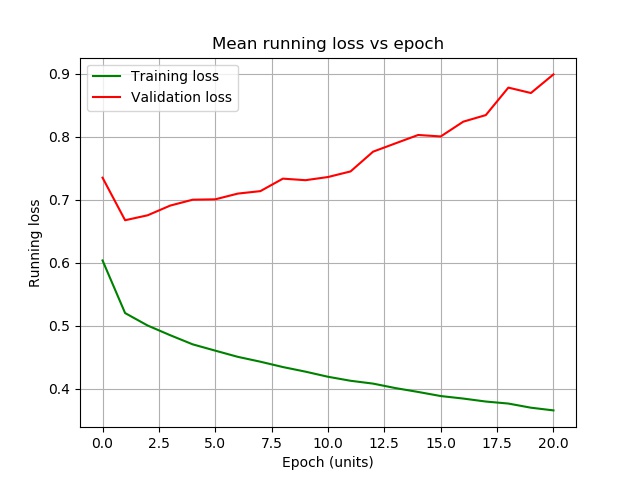 Mean running loss vs epoch
Training loss
Validation loss
Running loss
0.9
0.8
0.7
0.6
0.5
0.4
0.0 2.5 5.0 7.5 10.0 12.5 15.0 17.5 20.0
Epoch (units)